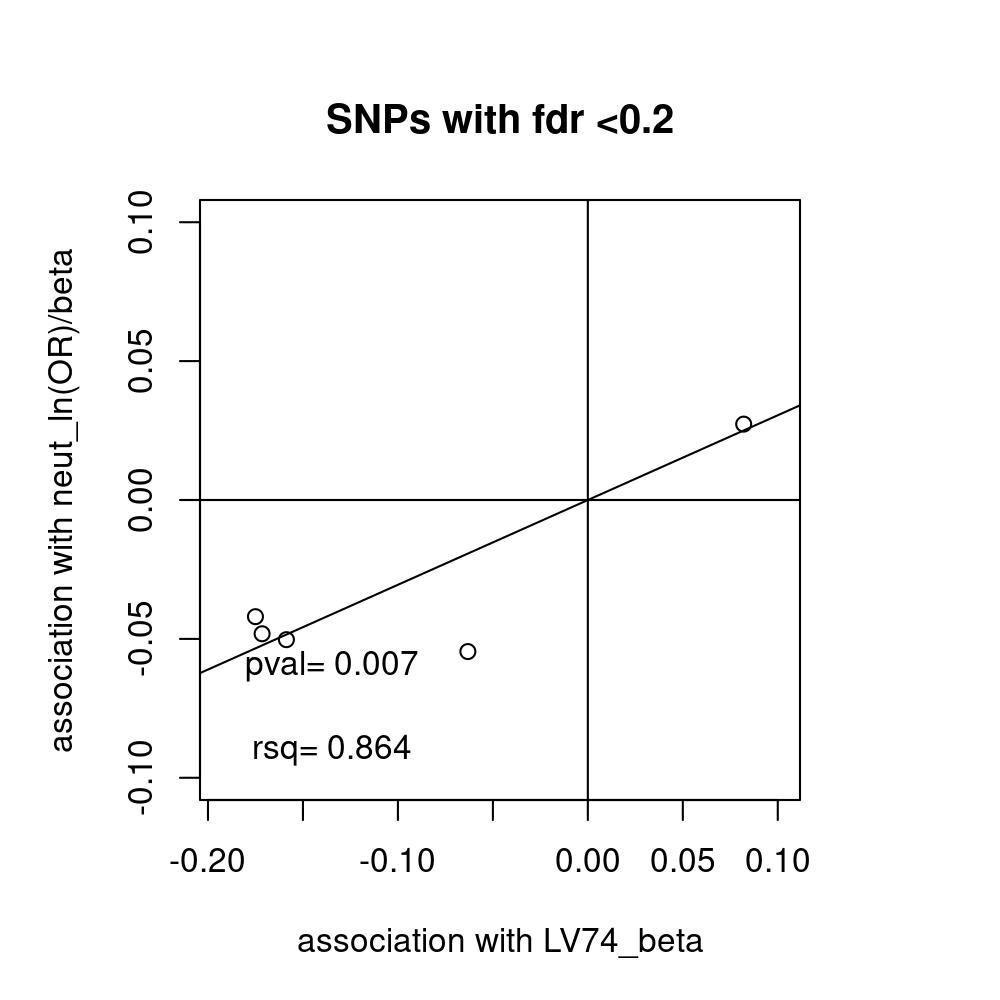 SNPs with fdr <0.2
association with neut_ln(OR)/beta
0.10
0.05
0.00
-0.05
-0.10
pval= 0.007
rsq= 0.864
-0.20
-0.10
0.00
0.05
0.10
association with LV74_beta